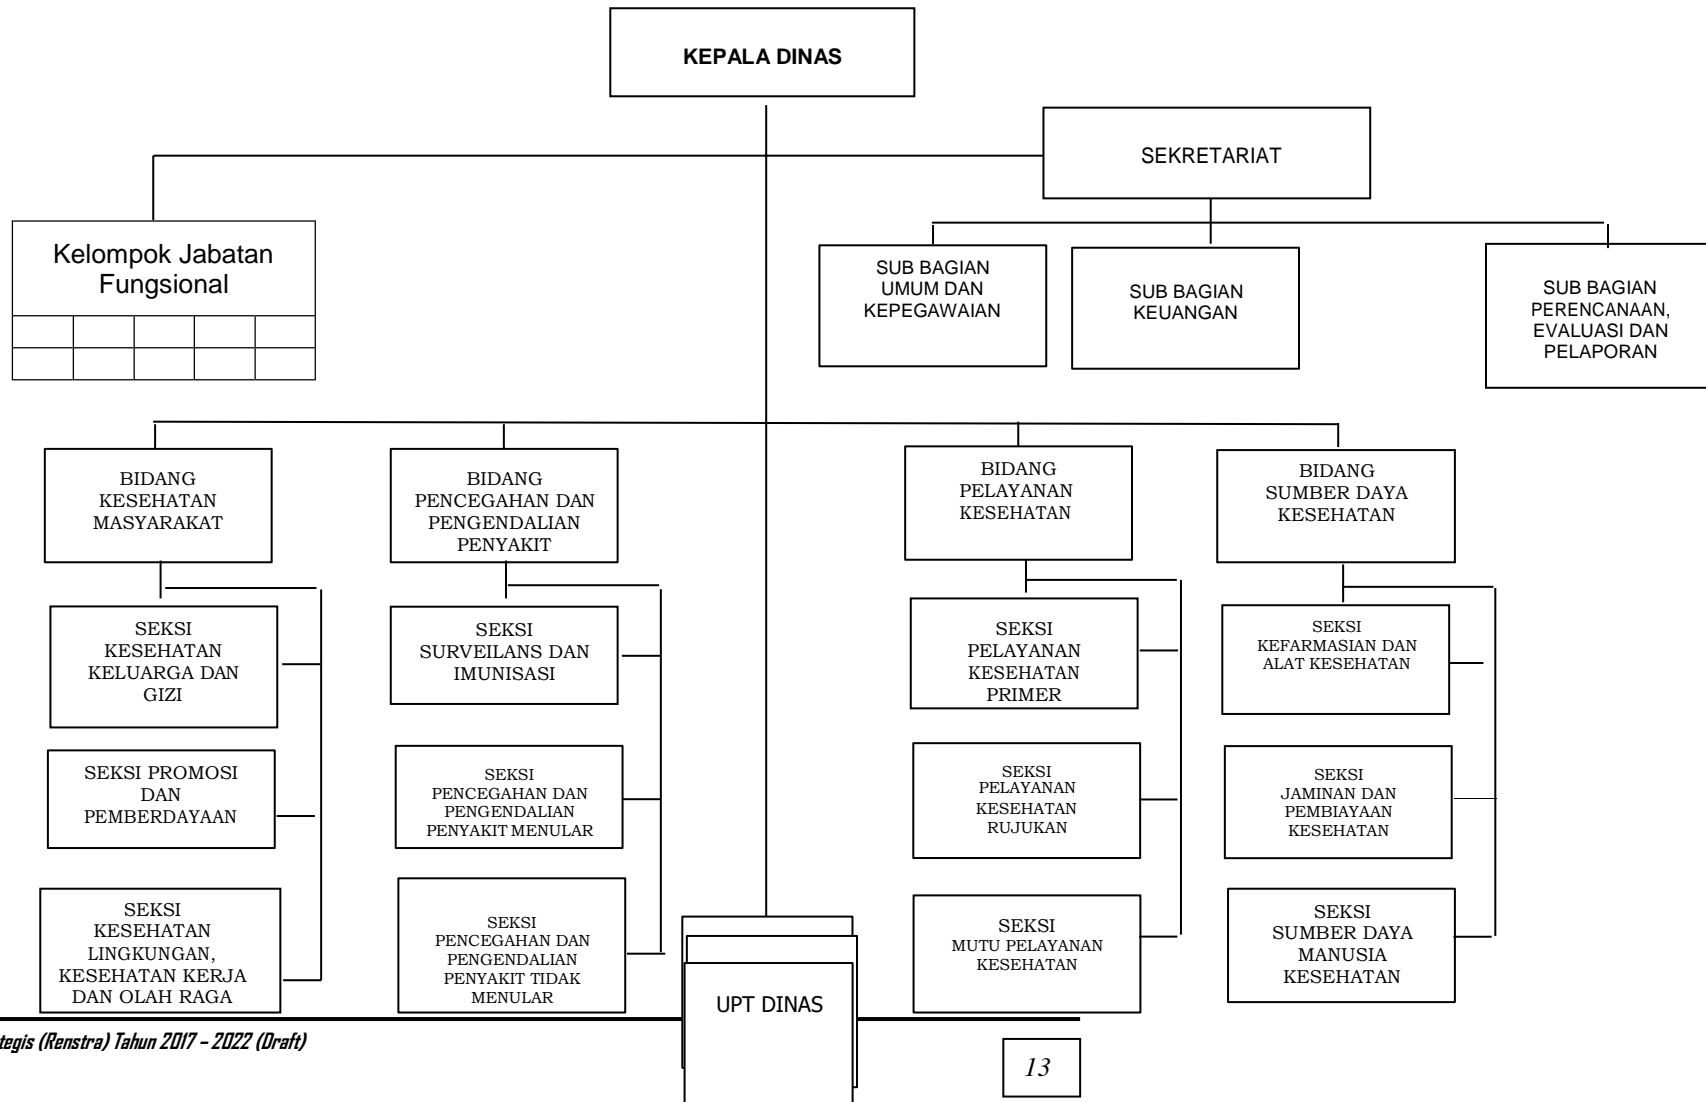 KEPALA DINAS
SEKRETARIAT
Kelompok Jabatan
Fungsional
SUB BAGIAN
UMUM DAN
KEPEGAWAIAN
SUB BAGIAN
KEUANGAN
SUB BAGIAN
PERENCANAAN,
EVALUASI DAN
PELAPORAN
BIDANG
KESEHATAN
MASYARAKAT
BIDANG
PENCEGAHAN DAN
PENGENDALIAN
PENYAKIT
BIDANG
PELAYANAN
KESEHATAN
BIDANG
SUMBER DAYA
KESEHATAN
SEKSI
KESEHATAN
KELUARGA DAN
GIZI
SEKSI
SURVEILANS DAN
IMUNISASI
SEKSI
PELAYANAN
KESEHATAN
PRIMER
SEKSI
KEFARMASIAN DAN
ALAT KESEHATAN
SEKSI PROMOSI
DAN
PEMBERDAYAAN
SEKSI
PENCEGAHAN DAN
PENGENDALIAN
PENYAKIT MENULAR
SEKSI
PELAYANAN
KESEHATAN
RUJUKAN
SEKSI
JAMINAN DAN
PEMBIAYAAN
KESEHATAN
SEKSI
KESEHATAN
LINGKUNGAN,
KESEHATAN KERJA
DAN OLAH RAGA
SEKSI
PENCEGAHAN DAN
PENGENDALIAN
PENYAKIT TIDAK
MENULAR
SEKSI
MUTU PELAYANAN
KESEHATAN
SEKSI
SUMBER DAYA
MANUSIA
KESEHATAN
UPT DINAS
(Renstra) Tahun 2017 – 2022 (Draft)
13